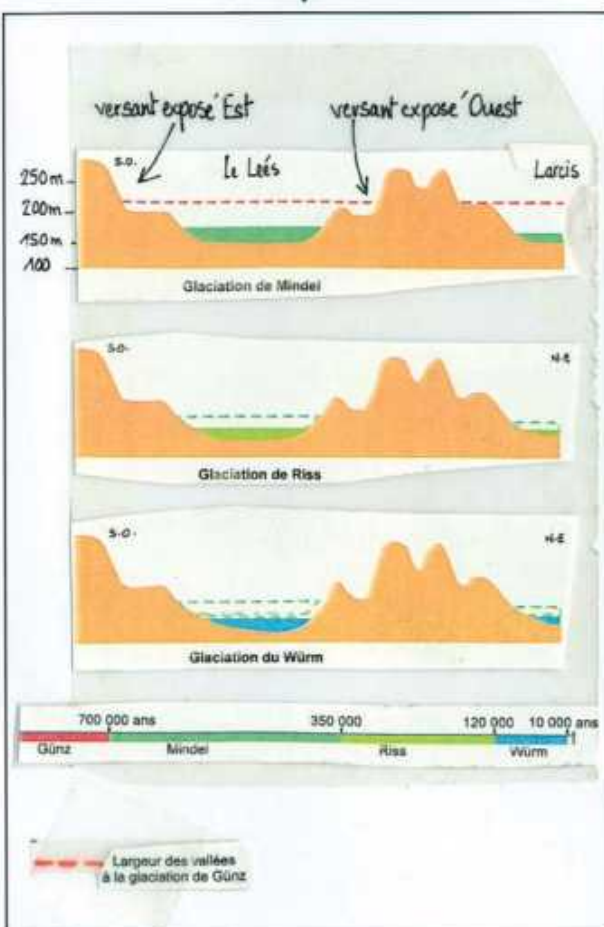 versant exposé Est
versant exposé Ouest
S.O.
le Leés
Larcis
250m
200m
150m
100
Glaciation de Mindel
S.O.
N.E
Glaciation de Riss
S.O.
N.E
Glaciation du Würm
700 000 ans 350 000 120 000 10 000 ans
Günz Mindel Riss Würm
Largeur des vallées
à la glaciation de Günz